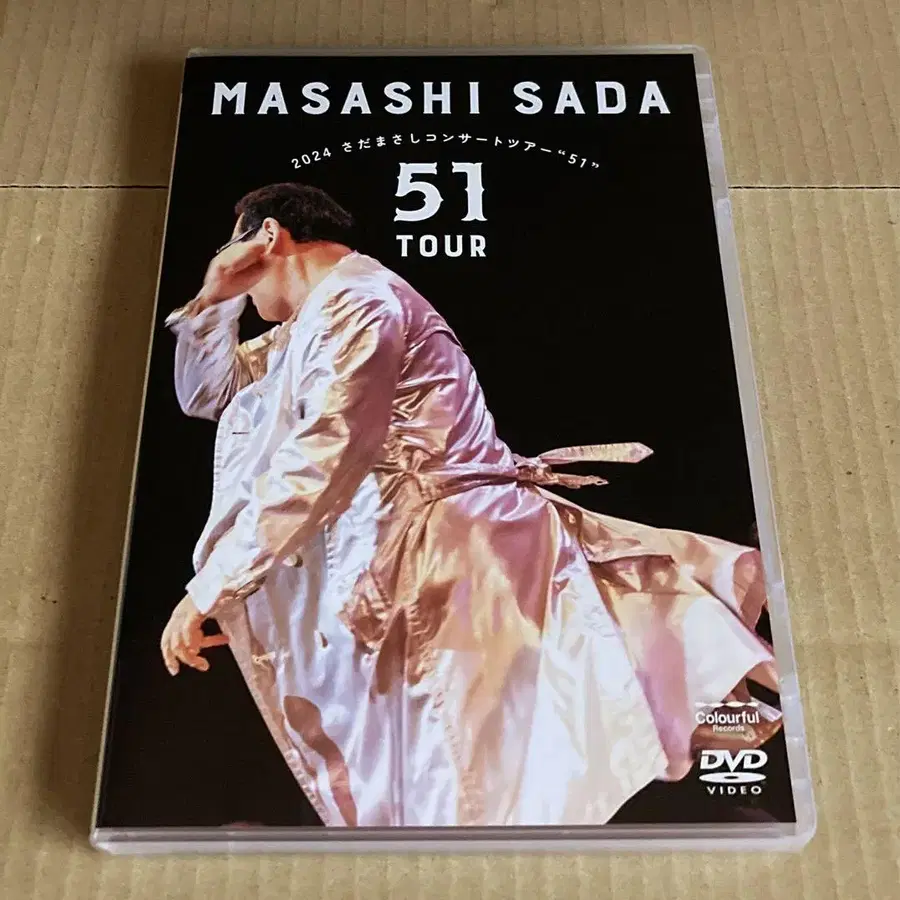 MASASHI SADA
2024 さだまさしコンサートツアー“51”
51
TOUR
Colourful
Records
DVD
VIDEO